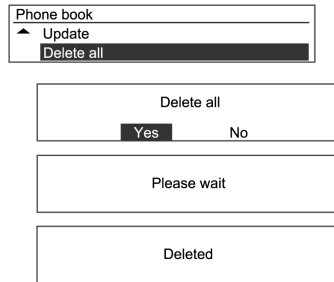 Phone book
Update
Delete all
Delete all
Yes No
Please wait
Deleted